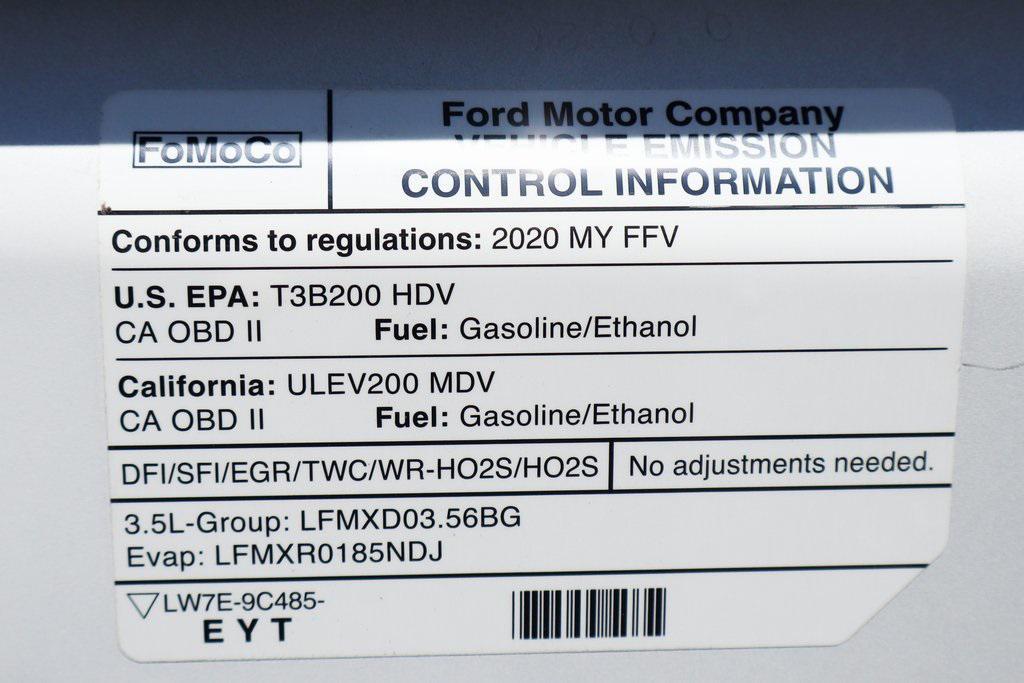 FoMoCo
Ford Motor Company
VEHICLE EMISSION
CONTROL INFORMATION
Conforms to regulations: 2020 MY FFV
U.S. EPA: T3B200 HDV
CA OBD II Fuel: Gasoline/Ethanol
California: ULEV200 MDV
CA OBD II Fuel: Gasoline/Ethanol
DFI/SFI/EGR/TWC/WR-HO2S/HO2S No adjustments needed.
3.5L-Group: LFMXD03.56BG
Evap: LFMXR0185NDJ
LW7E-9C485-
EYT